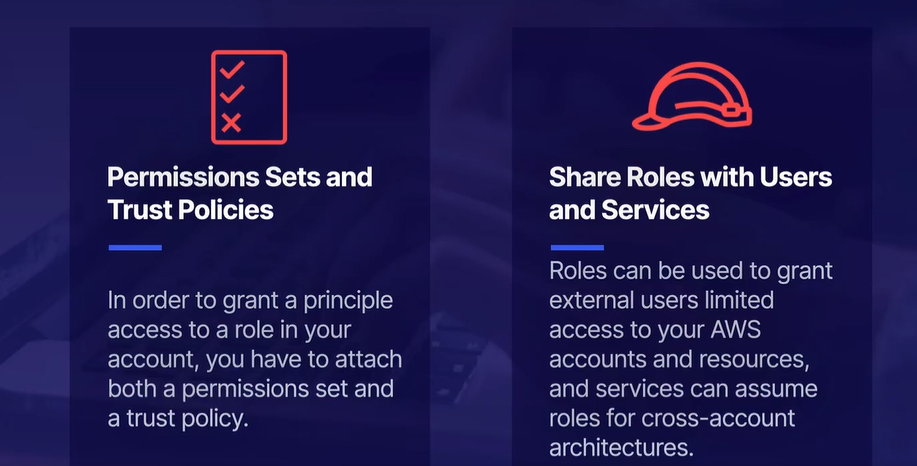 Permissions Sets and
Trust Policies
In order to grant a principle
access to a role in your
account, you have to attach
both a permissions set and
a trust policy.
Share Roles with Users
and Services
Roles can be used to grant
external users limited
access to your AWS
accounts and resources,
and services can assume
roles for cross-account
architectures.